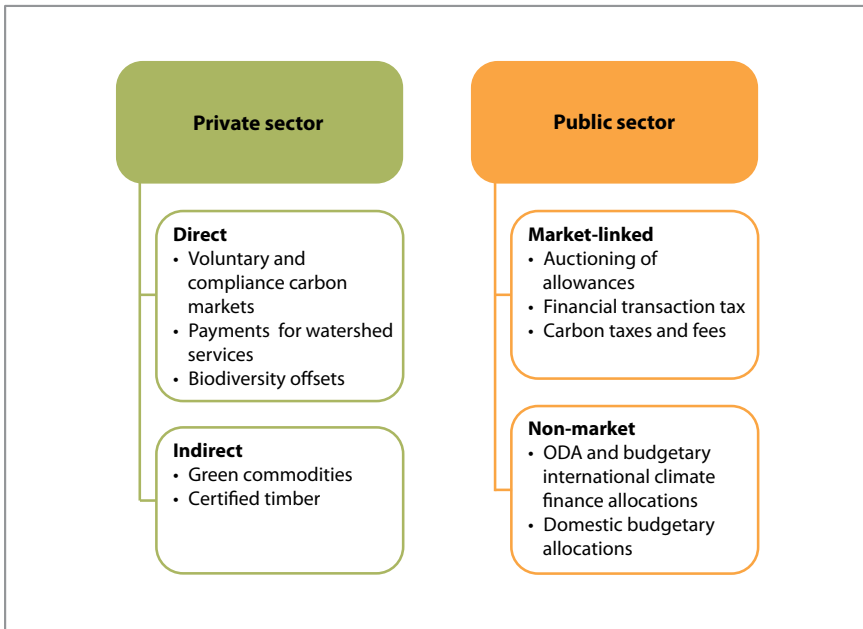 Private sector
Direct
• Voluntary and
compliance carbon
markets
• Payments for watershed
services
• Biodiversity offsets
Indirect
• Green commodities
• Certified timber
Public sector
Market-linked
• Auctioning of
allowances
• Financial transaction tax
• Carbon taxes and fees
Non-market
• ODA and budgetary
international climate
finance allocations
• Domestic budgetary
allocations